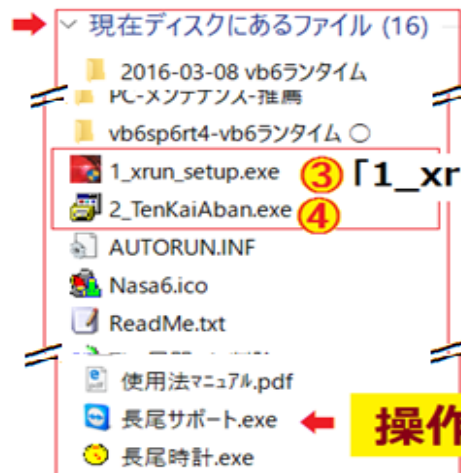 現在ディスクにあるファイル (16)
2016-03-08 vb6ランタイム
PC-メンテナンス-推薦
vb6sp6rt4-vb6ランタイム ○
1_xrun_setup.exe ③「1_xr
2_TenKaiAban.exe ④
AUTORUN.INF
Nasa6.ico
ReadMe.txt
使用法マニュアル.pdf
長尾サポート.exe 操作
長尾時計.exe